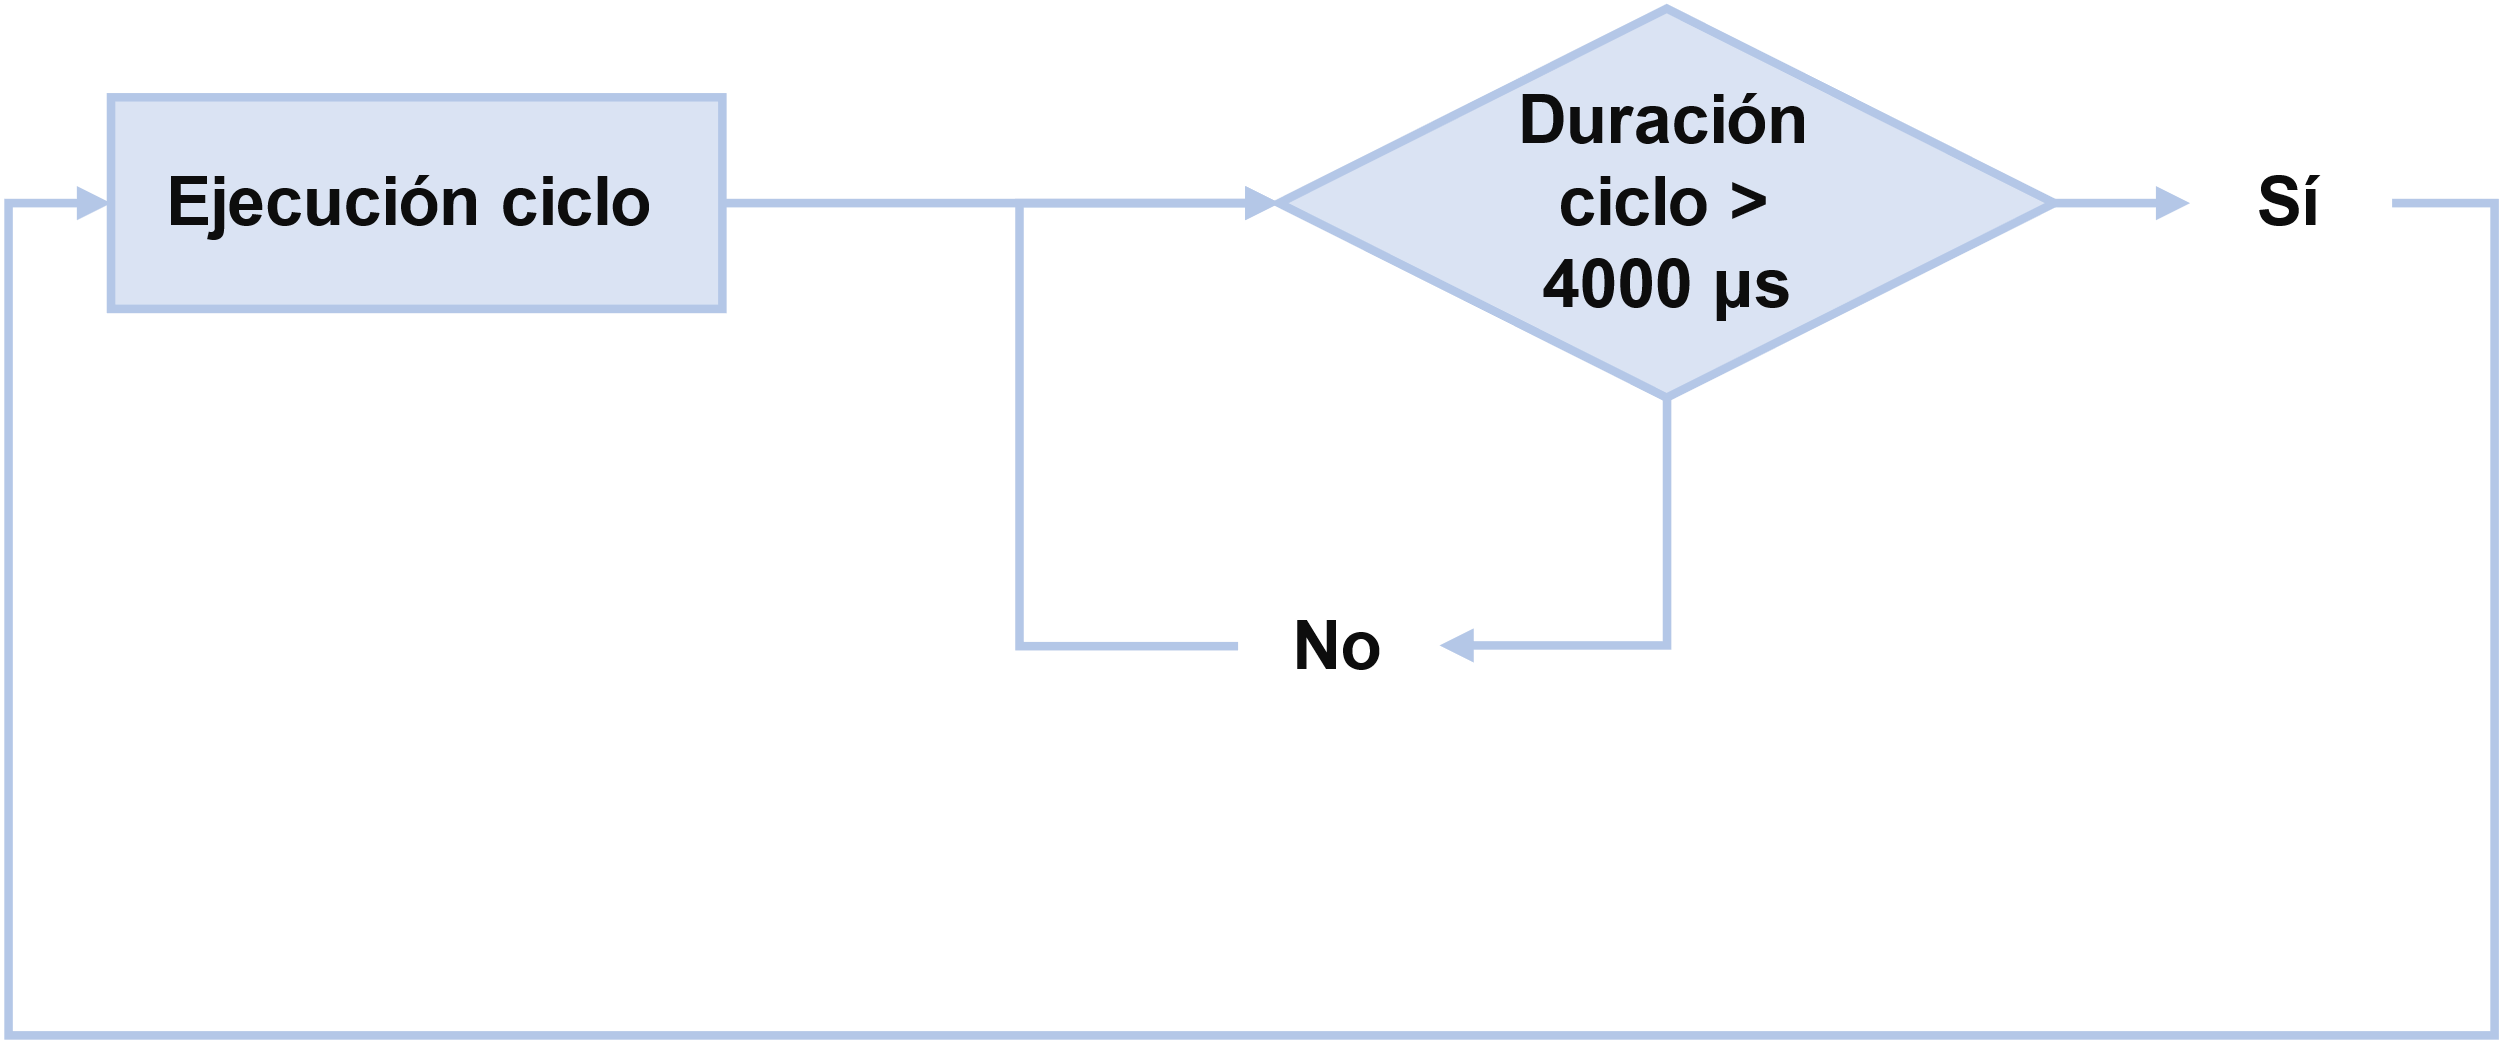 Ejecución ciclo
Duración
ciclo >
4000 µs
Sí
No